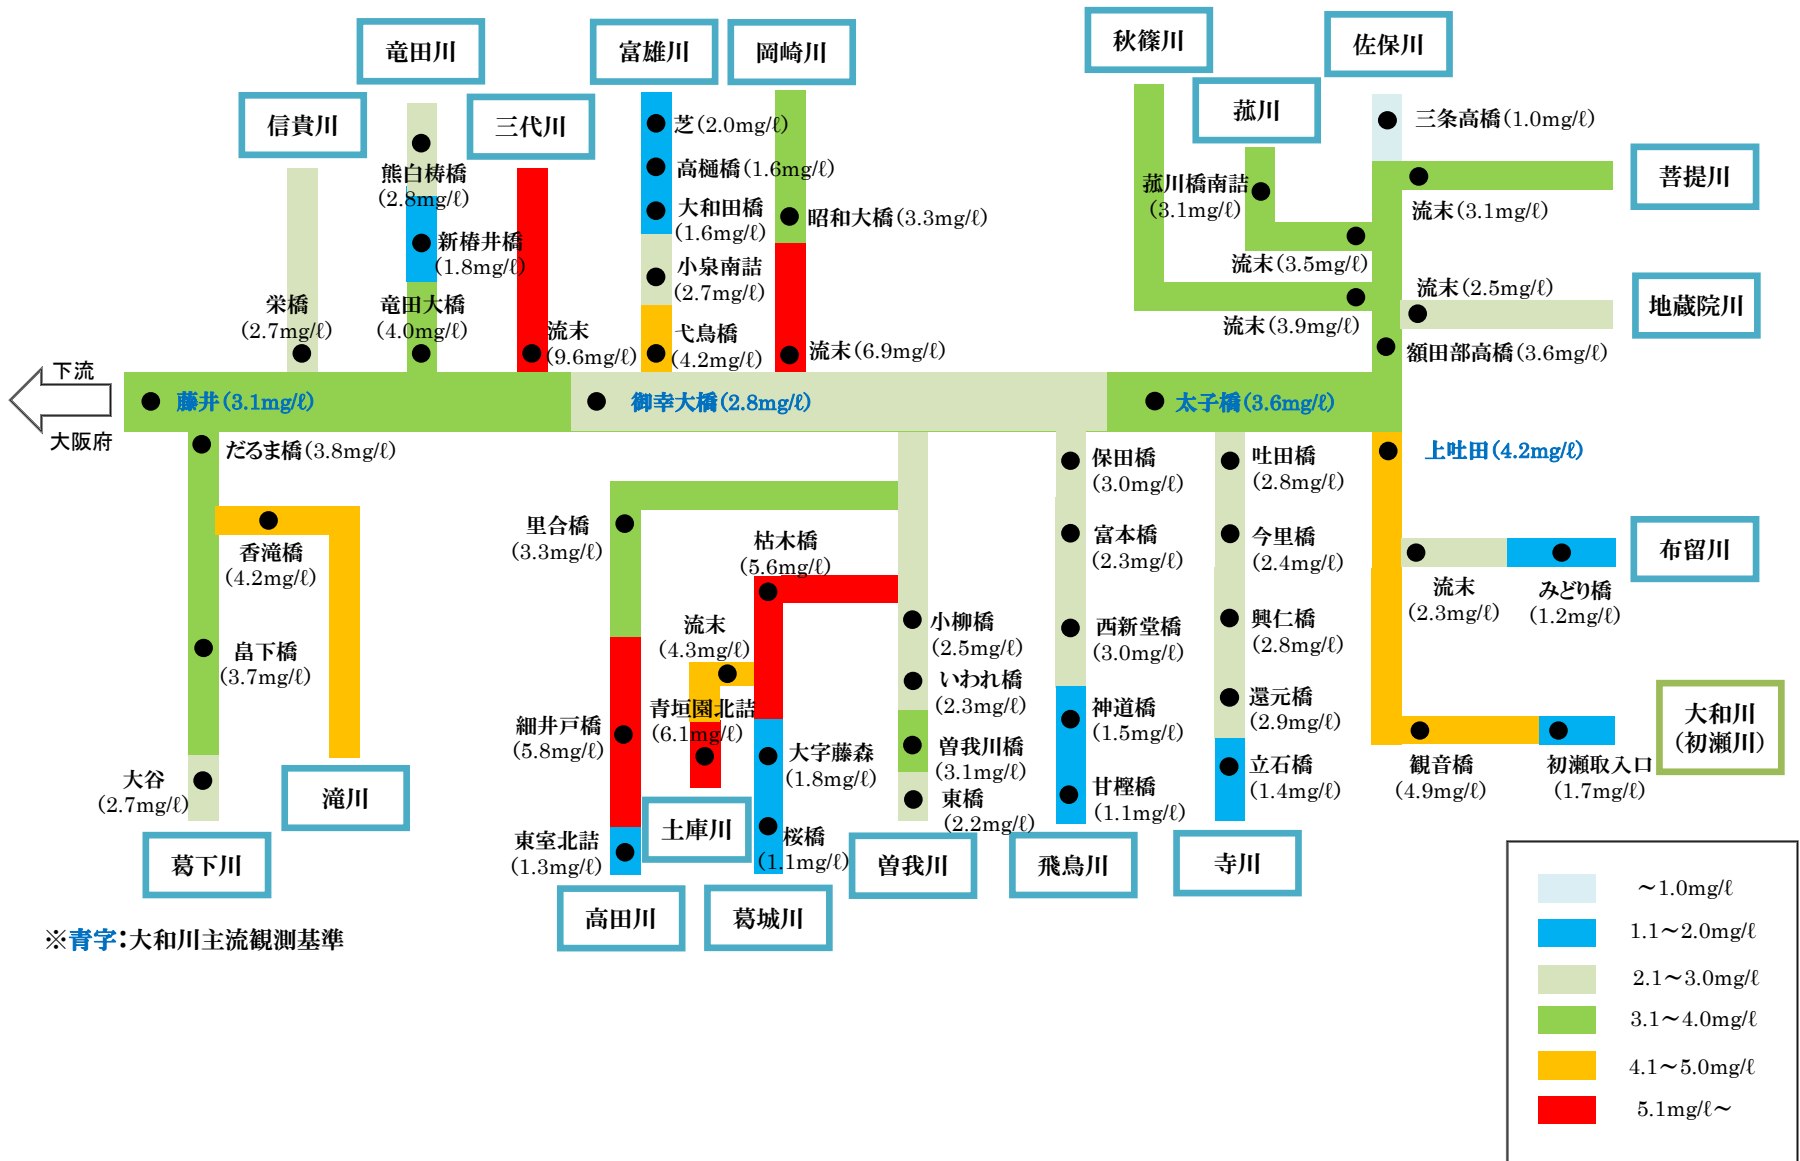 竜田川
富雄川
岡崎川
秋篠川
佐保川
信貴川
三代川
菰川
芝(2.0mg/ℓ)
三条高橋(1.0mg/ℓ)
熊白梼橋
(2.8mg/ℓ)
高樋橋(1.6mg/ℓ)
菰川橋南詰
(3.1mg/ℓ)
菩提川
大和田橋
(1.6mg/ℓ)
昭和大橋(3.3mg/ℓ)
流末(3.1mg/ℓ)
新椿井橋
(1.8mg/ℓ)
小泉南詰
(2.7mg/ℓ)
流末(3.5mg/ℓ)
流末(2.5mg/ℓ)
地蔵院川
栄橋
(2.7mg/ℓ)
竜田大橋
(4.0mg/ℓ)
流末
(9.6mg/ℓ)
弋鳥橋
(4.2mg/ℓ)
流末(6.9mg/ℓ)
流末(3.9mg/ℓ)
額田部高橋(3.6mg/ℓ)
下流
大阪府
藤井(3.1mg/ℓ)
御幸大橋(2.8mg/ℓ)
太子橋(3.6mg/ℓ)
だるま橋(3.8mg/ℓ)
保田橋
(3.0mg/ℓ)
吐田橋
(2.8mg/ℓ)
上吐田(4.2mg/ℓ)
香滝橋
(4.2mg/ℓ)
里合橋
(3.3mg/ℓ)
枯木橋
(5.6mg/ℓ)
富本橋
(2.3mg/ℓ)
今里橋
(2.4mg/ℓ)
布留川
流末
(2.3mg/ℓ)
みどり橋
(1.2mg/ℓ)
畠下橋
(3.7mg/ℓ)
流末
(4.3mg/ℓ)
小柳橋
(2.5mg/ℓ)
西新堂橋
(3.0mg/ℓ)
興仁橋
(2.8mg/ℓ)
細井戸橋
(5.8mg/ℓ)
青垣園北詰
(6.1mg/ℓ)
いわれ橋
(2.3mg/ℓ)
神道橋
(1.5mg/ℓ)
還元橋
(2.9mg/ℓ)
大和川
(初瀬川)
大谷
(2.7mg/ℓ)
滝川
大字藤森
(1.8mg/ℓ)
曽我川橋
(3.1mg/ℓ)
甘樫橋
(1.1mg/ℓ)
立石橋
(1.4mg/ℓ)
観音橋
(4.9mg/ℓ)
初瀬取入口
(1.7mg/ℓ)
東橋
(2.2mg/ℓ)
葛下川
東室北詰
(1.3mg/ℓ)
土庫川
桜橋
(1.1mg/ℓ)
曽我川
飛鳥川
寺川
高田川
葛城川
※青字:大和川主流観測基準
～1.0mg/ℓ
1.1～2.0mg/ℓ
2.1～3.0mg/ℓ
3.1～4.0mg/ℓ
4.1～5.0mg/ℓ
5.1mg/ℓ～